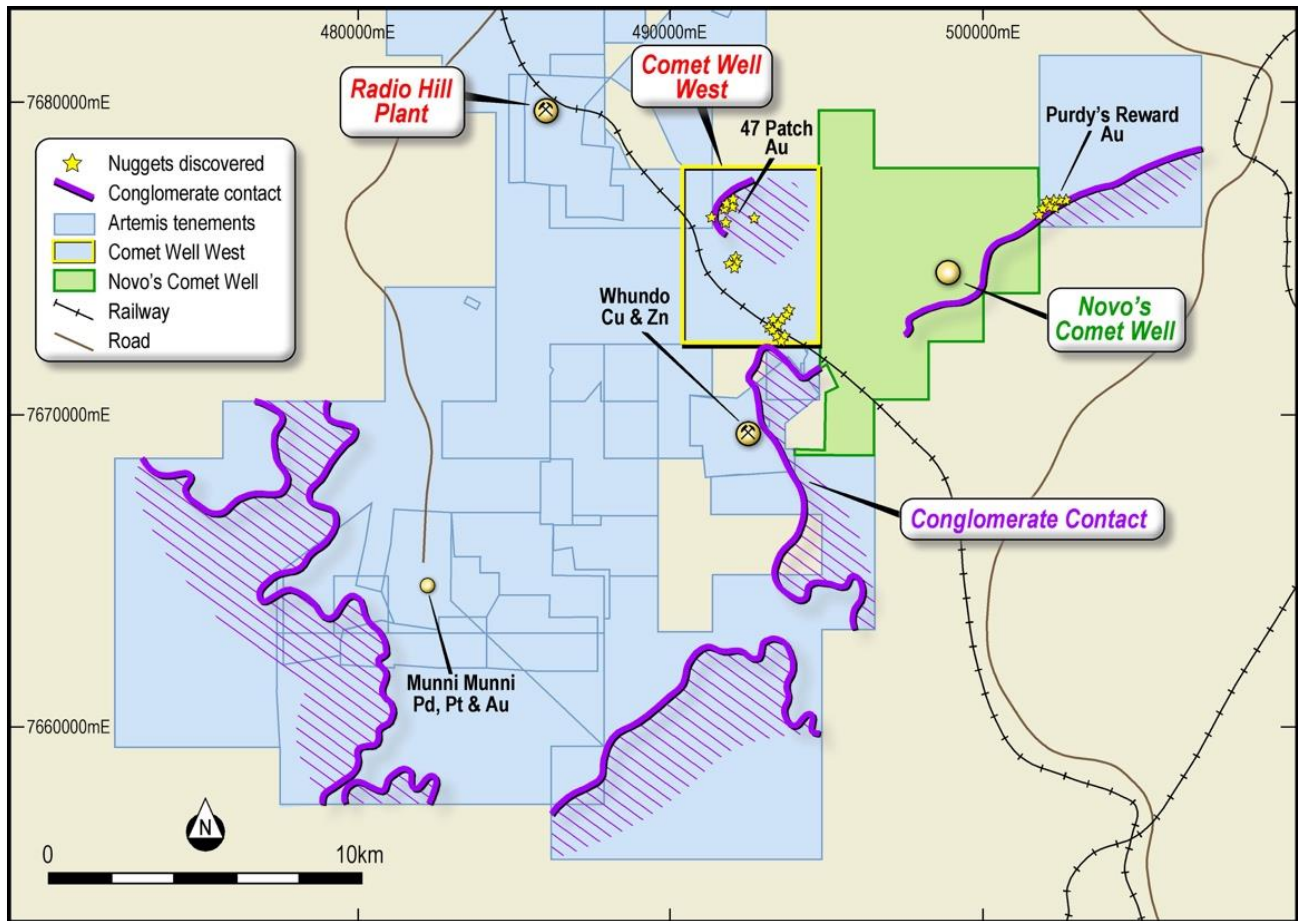 480000mE
490000mE
500000mE
7680000mE
7670000mE
7660000mE
Radio Hill
Plant
Comet Well
West
47 Patch
Au
Purdy's Reward
Au
Nuggets discovered
Conglomerate contact
Artemis tenements
Comet Well West
Novo's Comet Well
Railway
Road
Whundo
Cu & Zn
Novo's
Comet Well
Conglomerate Contact
Munni Munni
Pd, Pt & Au
N
0
10km